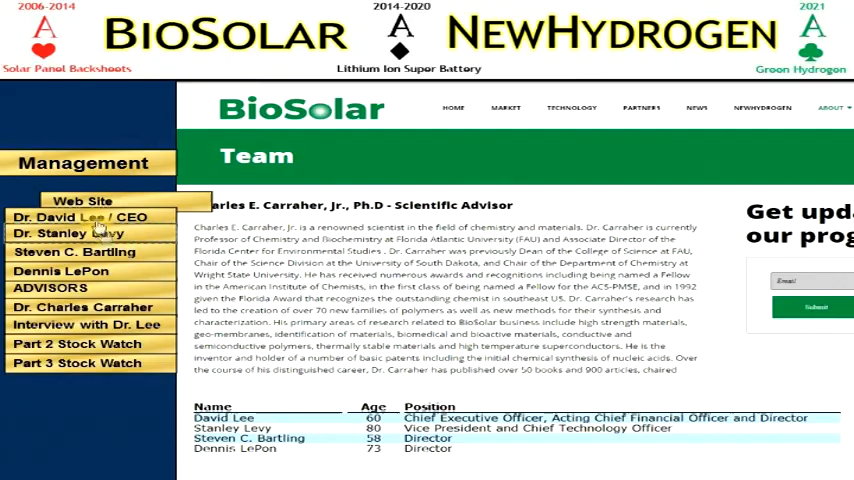 2006-2014
A
Solar Panel Backsheets
BioSolar
2014-2020
A
Lithium Ion Super Battery
NewHydrogen
2021
A
Green Hydrogen
BioSolar
HOME MARKET TECHNOLOGY PARTNERS NEWS NEWHYDROGEN ABOUT
Team
Management
Web Site
Dr. David Lee / CEO
Dr. Stanley Levy
Steven C. Bartling
Dennis LePon
ADVISORS
Dr. Charles Carraher
Interview with Dr. Lee
Part 2 Stock Watch
Part 3 Stock Watch
arles E. Carraher, Jr., Ph.D - Scientific Advisor
Charles E. Carraher, Jr. is a renowned scientist in the field of chemistry and materials. Dr. Carraher is currently
Professor of Chemistry and Biochemistry at Florida Atlantic University (FAU) and Associate Director of the
Florida Center for Environmental Studies . Dr. Carraher was previously Dean of the College of Science at FAU,
Chair of the Science Division at the University of South Dakota, and Chair of the Department of Chemistry at
Wright State University. He has received numerous awards and recognitions including being named a Fellow
in the American Institute of Chemists, in the first class of being named a Fellow for the ACS-PMSE, and in 1992
given the Florida Award that recognizes the outstanding chemist in southeast US. Dr. Carraher's research has
led to the creation of over 70 new families of polymers as well as new methods for their synthesis and
characterization. His primary areas of research related to BioSolar business include high strength materials,
geo-membranes, identification of materials, biomedical and bioactive materials, conductive and
semiconductive polymers, thermally stable materials and high temperature superconductors. He is the
inventor and holder of a number of basic patents including the initial chemical synthesis of nucleic acids. Over
the course of his distinguished career, Dr. Carraher has published over 50 books and 900 articles, chaired
Get upd
our prog
Email
Submit
Name Age Position
David Lee 60 Chief Executive Officer, Acting Chief Financial Officer and Director
Stanley Levy 80 Vice President and Chief Technology Officer
Steven C. Bartling 58 Director
Dennis LePon 73 Director